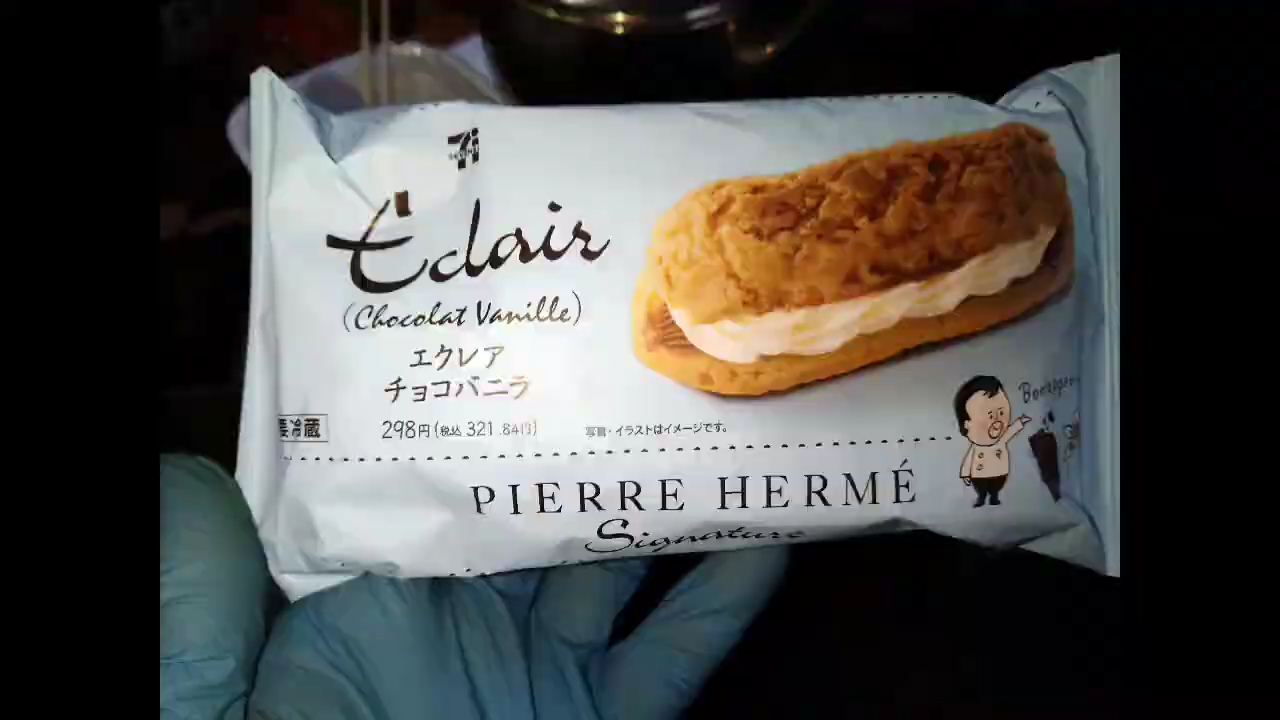 Éclair
(Chocolat Vanille)
エクレア
チョコバニラ
要冷蔵
298円(税込 321.84円)
写真・イラストはイメージです。
PIERRE HERMÉ
Signature